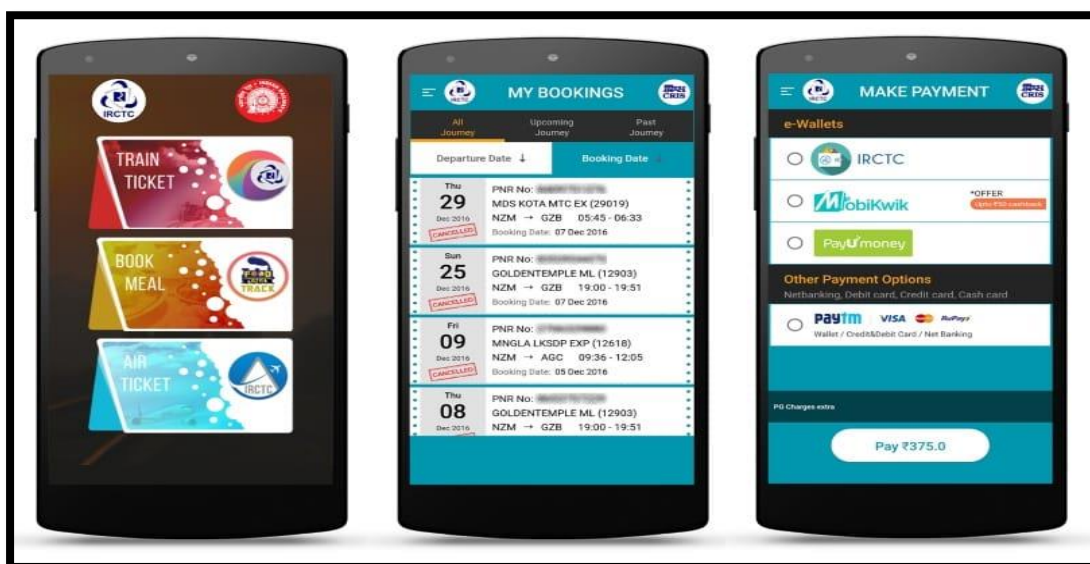 IRCTC
TRAIN
TICKET
BOOK
MEAL
FOOD
TRACK
AIR
TICKET
IRCTC
IRCTC
MY BOOKINGS
CRIS
All
Journey
Upcoming
Journey
Past
Journey
Departure Date ↓
Booking Date ↓
Thu
29
Dec 2016
CANCELLED
PNR No:
MDS KOTA MTC EX (29019)
NZM → GZB 05:45 - 06:33
Booking Date: 07 Dec 2016
Sun
25
Dec 2016
CANCELLED
PNR No:
GOLDENTEMPLE ML (12903)
NZM → GZB 19:00 - 19:51
Booking Date: 07 Dec 2016
Fri
09
Dec 2016
CANCELLED
PNR No:
MNGLA LKSDP EXP (12618)
NZM → AGC 09:36 - 12:05
Booking Date: 05 Dec 2016
Thu
08
Dec 2016
PNR No:
GOLDENTEMPLE ML (12903)
NZM → GZB 19:00 - 19:51
IRCTC
MAKE PAYMENT
CRIS
e-Wallets
IRCTC
MobiKwik
*OFFER
Upto ₹50 cashback
PayUmoney
Other Payment Options
Netbanking, Debit card, Credit card, Cash card
Paytm VISA RuPay
Wallet / Credit&Debit Card / Net Banking
PG Charges extra
Pay ₹375.0